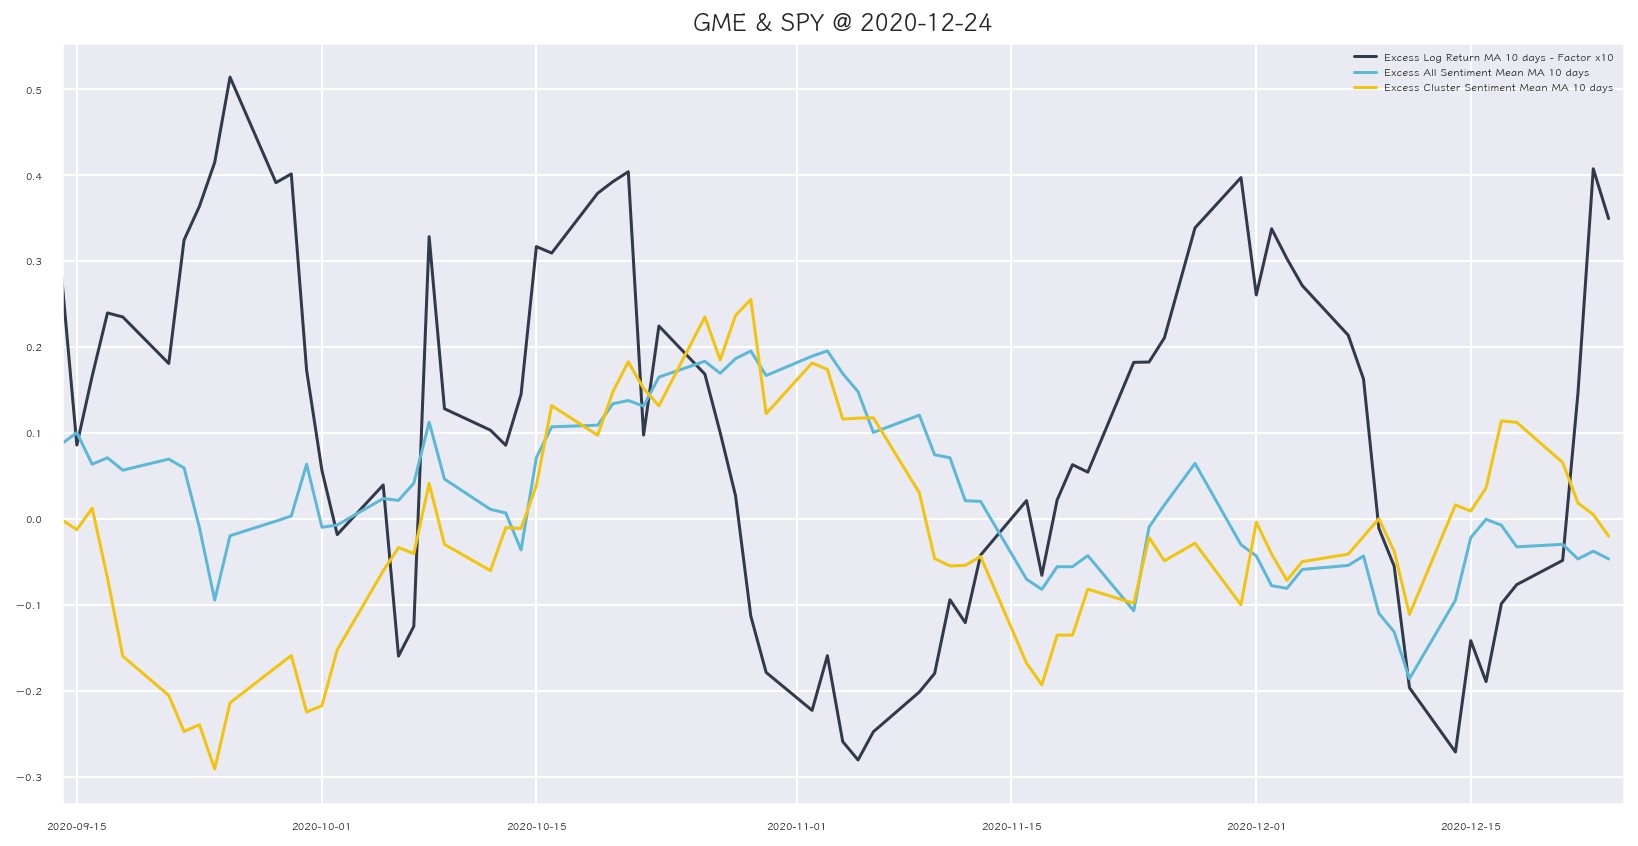 GME & SPY @ 2020-12-24
Excess Log Return MA 10 days - Factor x10
Excess All Sentiment Mean MA 10 days
Excess Cluster Sentiment Mean MA 10 days
0.5
0.4
0.3
0.2
0.1
0.0
−0.1
−0.2
−0.3
2020-09-15 2020-10-01 2020-10-15 2020-11-01 2020-11-15 2020-12-01 2020-12-15